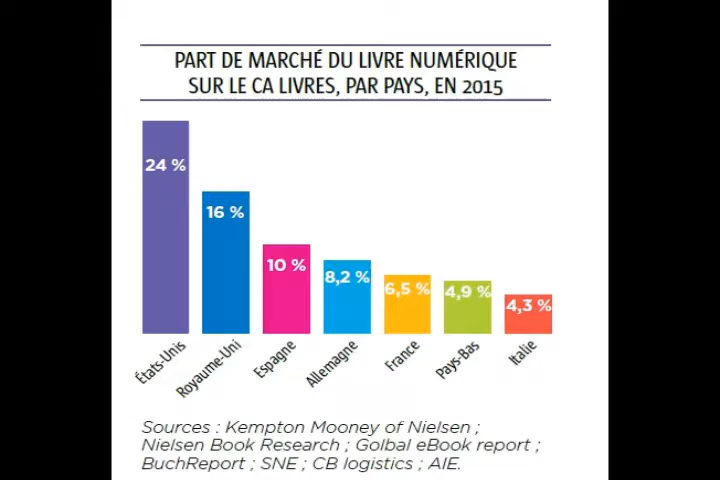 PART DE MARCHÉ DU LIVRE NUMÉRIQUE
SUR LE CA LIVRES, PAR PAYS, EN 2015
24 %
16 %
10 %
8,2 %
6,5 %
4,9 %
4,3 %
États-Unis
Royaume-Uni
Espagne
Allemagne
France
Pays-Bas
Italie
Sources : Kempton Mooney of Nielsen ;
Nielsen Book Research ; Golbal eBook report ;
BuchReport ; SNE ; CB logistics ; AIE.